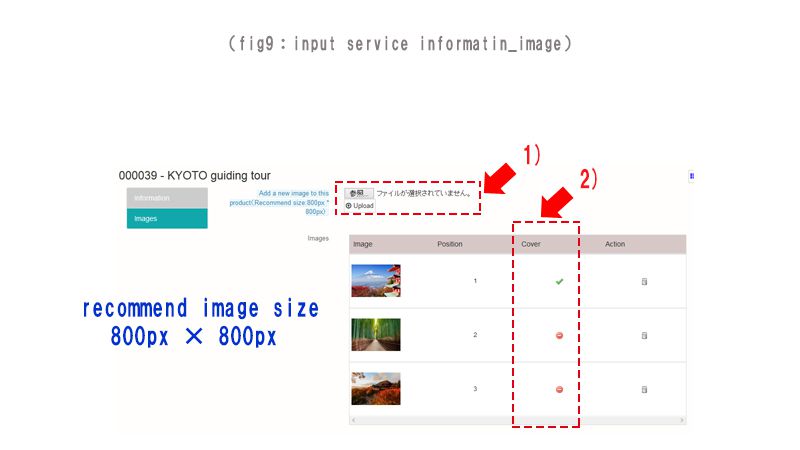 (fig9：input service informatin_image)
1)
2)
000039 - KYOTO guiding tour
Information
Images
Add a new image to this
product(Recommend size:800px *
800px)
参照... ファイルが選択されていません。
Upload
Images
Image Position Cover Action
1
2
3
recommend image size
800px × 800px